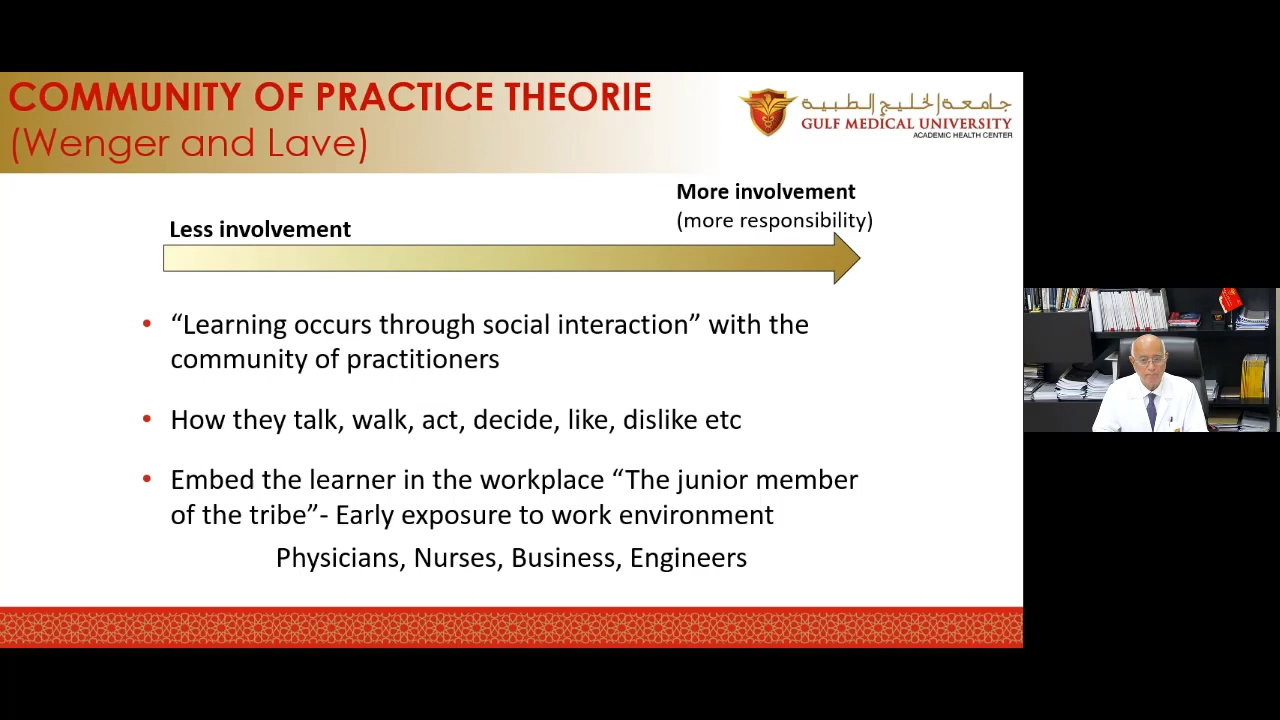 COMMUNITY OF PRACTICE THEORIE
(Wenger and Lave)
جامعة الخليج الطبية
GULF MEDICAL UNIVERSITY
ACADEMIC HEALTH CENTER
More involvement
(more responsibility)
Less involvement
• “Learning occurs through social interaction” with the
community of practitioners
• How they talk, walk, act, decide, like, dislike etc
• Embed the learner in the workplace “The junior member
of the tribe”- Early exposure to work environment
Physicians, Nurses, Business, Engineers